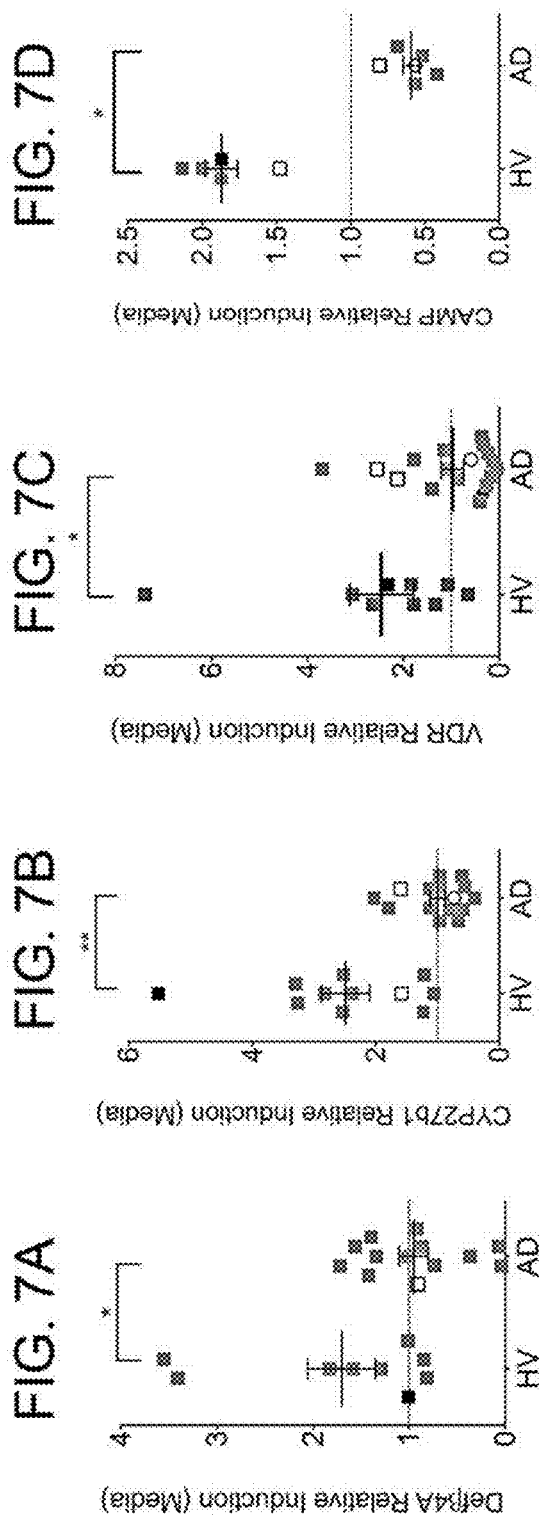 FIG. 7A
Defβ4A Relative Induction (Media)
4
3
2
1
0
*
HV
AD
FIG. 7B
CYP27b1 Relative Induction (Media)
6
4
2
0
**
HV
AD
FIG. 7C
VDR Relative Induction (Media)
8
6
4
2
0
*
HV
AD
FIG. 7D
CAMP Relative Induction (Media)
2.5
2.0
1.5
1.0
0.5
0.0
*
HV
AD